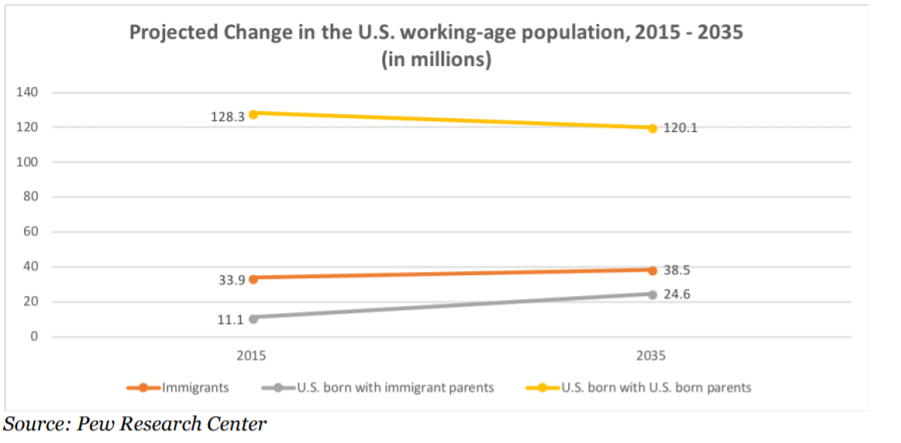 Projected Change in the U.S. working-age population, 2015 - 2035
(in millions)
140
120
100
80
60
40
20
0
128.3
120.1
33.9
38.5
11.1
24.6
2015
2035
Immigrants
U.S. born with immigrant parents
U.S. born with U.S. born parents
Source: Pew Research Center